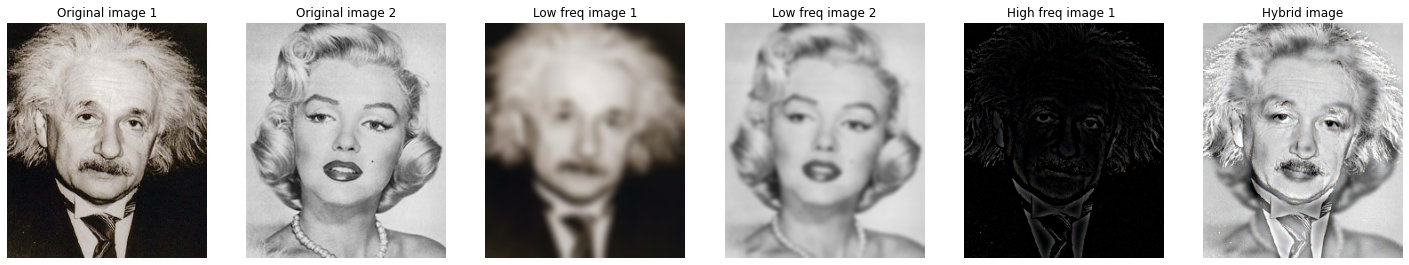 Original image 1
Original image 2
Low freq image 1
Low freq image 2
High freq image 1
Hybrid image